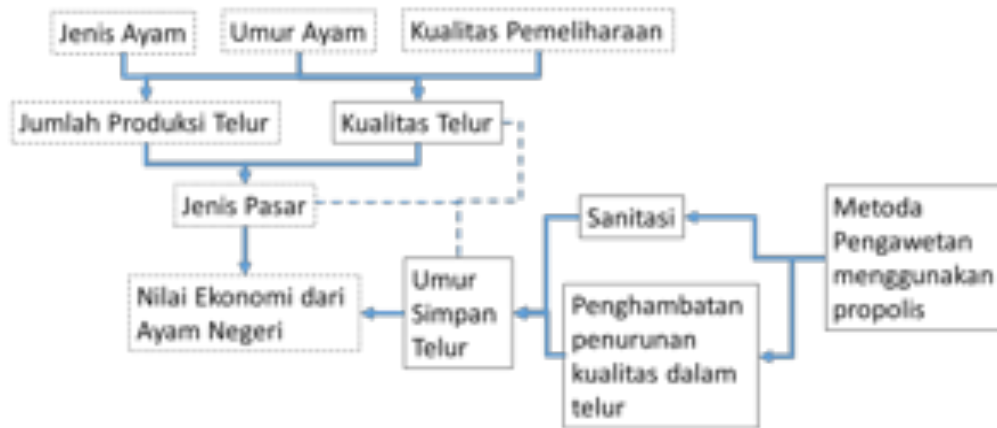 Jenis Ayam
Umur Ayam
Kualitas Pemeliharaan
Jumlah Produksi Telur
Kualitas Telur
Jenis Pasar
Sanitasi
Metoda
Pengawetan
menggunakan
propolis
Nilai Ekonomi dari
Ayam Negeri
Umur
Simpan
Telur
Penghambatan
penurunan
kualitas dalam
telur